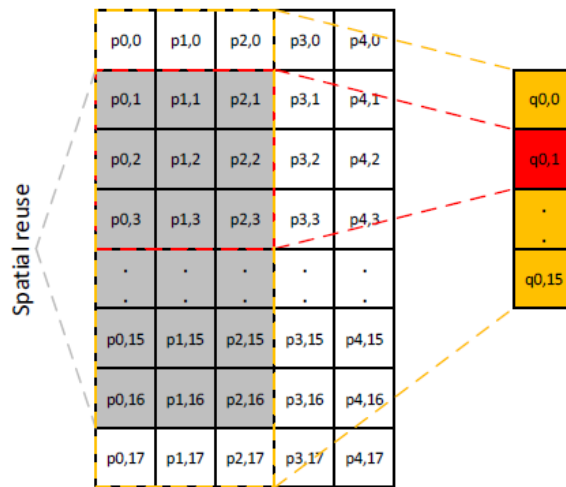 p0,0 p1,0 p2,0 p3,0 p4,0
p0,1 p1,1 p2,1 p3,1 p4,1
p0,2 p1,2 p2,2 p3,2 p4,2
p0,3 p1,3 p2,3 p3,3 p4,3
. . . . .
. . . . .
p0,15 p1,15 p2,15 p3,15 p4,15
p0,16 p1,16 p2,16 p3,16 p4,16
p0,17 p1,17 p2,17 p3,17 p4,17
Spatial reuse
q0,0
q0,1
.
.
q0,15